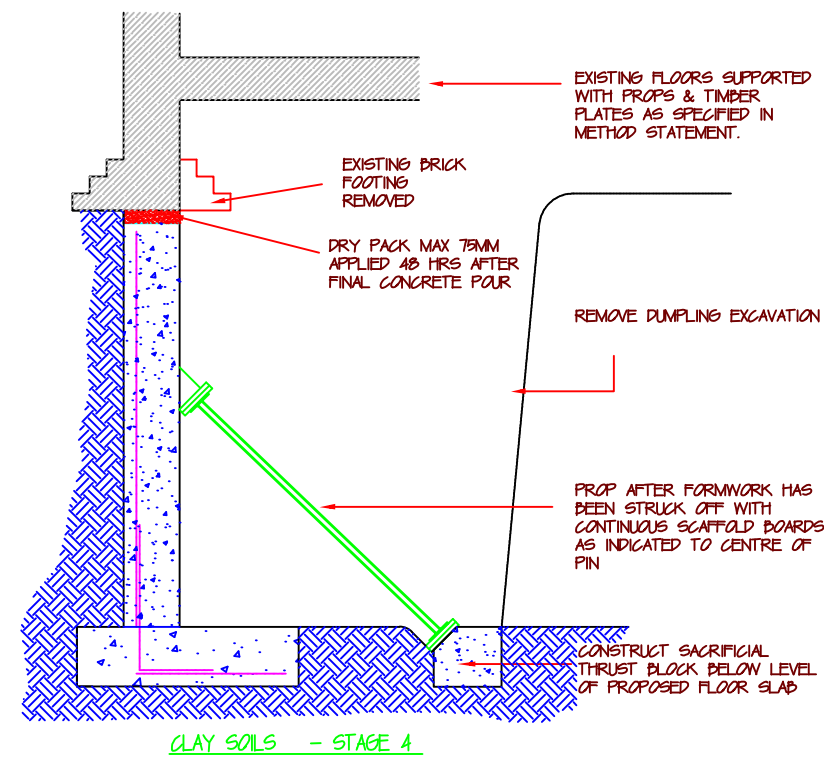 EXISTING FLOORS SUPPORTED
WITH PROPS & TIMBER
PLATES AS SPECIFIED IN
METHOD STATEMENT.
EXISTING BRICK
FOOTING
REMOVED
DRY PACK MAX 75MM
APPLIED 48 HRS AFTER
FINAL CONCRETE POUR
REMOVE DUMPLING EXCAVATION
PROP AFTER FORMWORK HAS
BEEN STRUCK OFF WITH
CONTINUOUS SCAFFOLD BOARDS
AS INDICATED TO CENTRE OF
PIN
CONSTRUCT SACRIFICIAL
THRUST BLOCK BELOW LEVEL
OF PROPOSED FLOOR SLAB
CLAY SOILS - STAGE 4